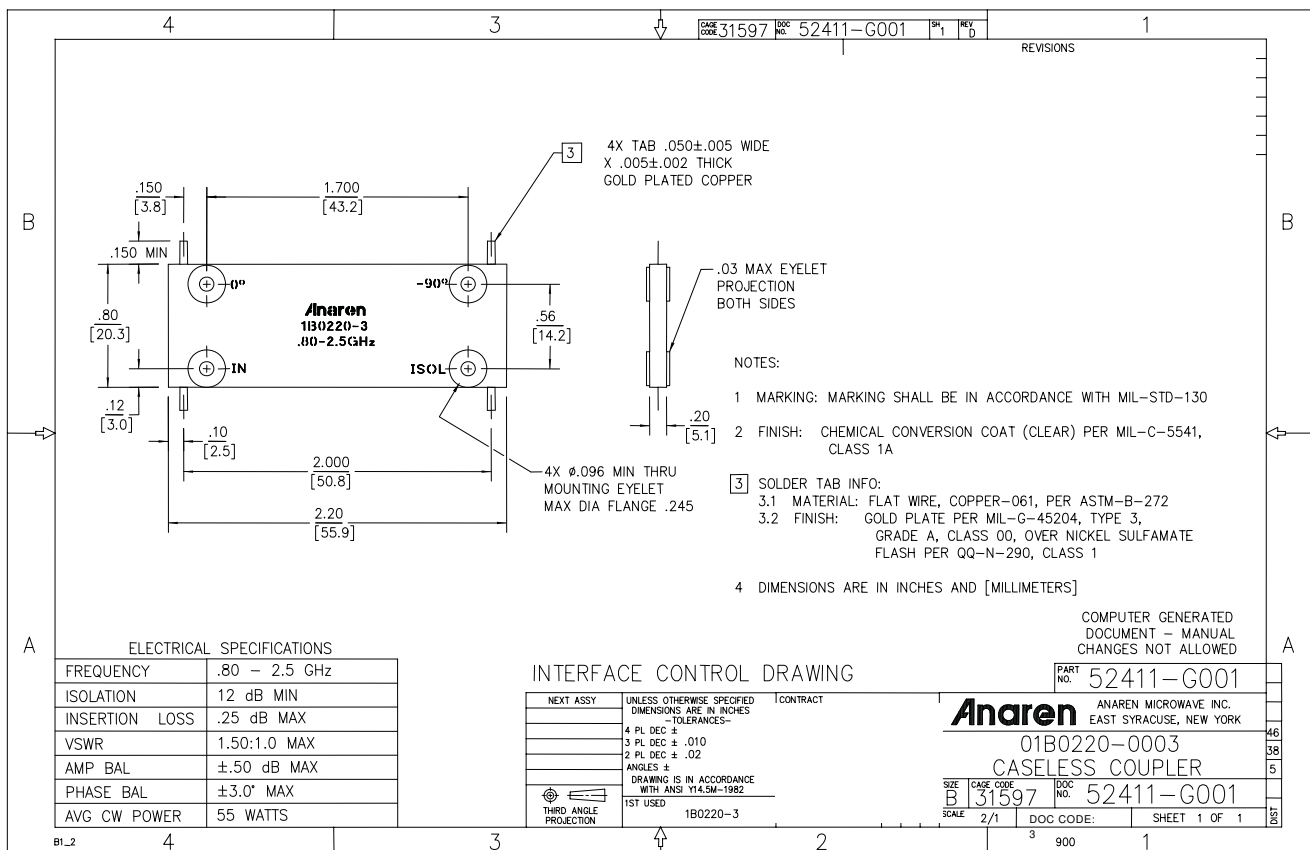 4 3 1
CAGE CODE 31597 DOC NO. 52411-G001 SH 1 REV D
REVISIONS
3 4X TAB .050±.005 WIDE
X .005±.002 THICK
GOLD PLATED COPPER
.150
[3.8]
1.700
[43.2]
B B
.150 MIN
0° -90°
Anaren
1B0220-3
.80-2.5GHz
IN ISOL
.80
[20.3]
.56
[14.2]
.03 MAX EYELET
PROJECTION
BOTH SIDES
.12
[3.0]
.10
[2.5]
.20
[5.1]
2.000
[50.8]
2.20
[55.9]
4X ø.096 MIN THRU
MOUNTING EYELET
MAX DIA FLANGE .245
NOTES:
1 MARKING: MARKING SHALL BE IN ACCORDANCE WITH MIL-STD-130
2 FINISH: CHEMICAL CONVERSION COAT (CLEAR) PER MIL-C-5541,
CLASS 1A
3 SOLDER TAB INFO:
3.1 MATERIAL: FLAT WIRE, COPPER-061, PER ASTM-B-272
3.2 FINISH: GOLD PLATE PER MIL-G-45204, TYPE 3,
GRADE A, CLASS 00, OVER NICKEL SULFAMATE
FLASH PER QQ-N-290, CLASS 1
4 DIMENSIONS ARE IN INCHES AND [MILLIMETERS]
COMPUTER GENERATED
DOCUMENT - MANUAL
CHANGES NOT ALLOWED
A A
ELECTRICAL SPECIFICATIONS
FREQUENCY .80 - 2.5 GHz
ISOLATION 12 dB MIN
INSERTION LOSS .25 dB MAX
VSWR 1.50:1.0 MAX
AMP BAL ±.50 dB MAX
PHASE BAL ±3.0° MAX
AVG CW POWER 55 WATTS
INTERFACE CONTROL DRAWING
NEXT ASSY
UNLESS OTHERWISE SPECIFIED
DIMENSIONS ARE IN INCHES
-TOLERANCES-
4 PL DEC ±
3 PL DEC ± .010
2 PL DEC ± .02
ANGLES ±
DRAWING IS IN ACCORDANCE
WITH ANSI Y14.5M-1982
1ST USED
1B0220-3
THIRD ANGLE
PROJECTION
CONTRACT
PART NO. 52411-G001
Anaren
ANAREN MICROWAVE INC.
EAST SYRACUSE, NEW YORK
01B0220-0003
CASELESS COUPLER
SIZE B CAGE CODE 31597 DOC NO. 52411-G001
SCALE 2/1 DOC CODE: SHEET 1 OF 1
46
38
5
DIST
B1_2 4 3 2 3 900 1